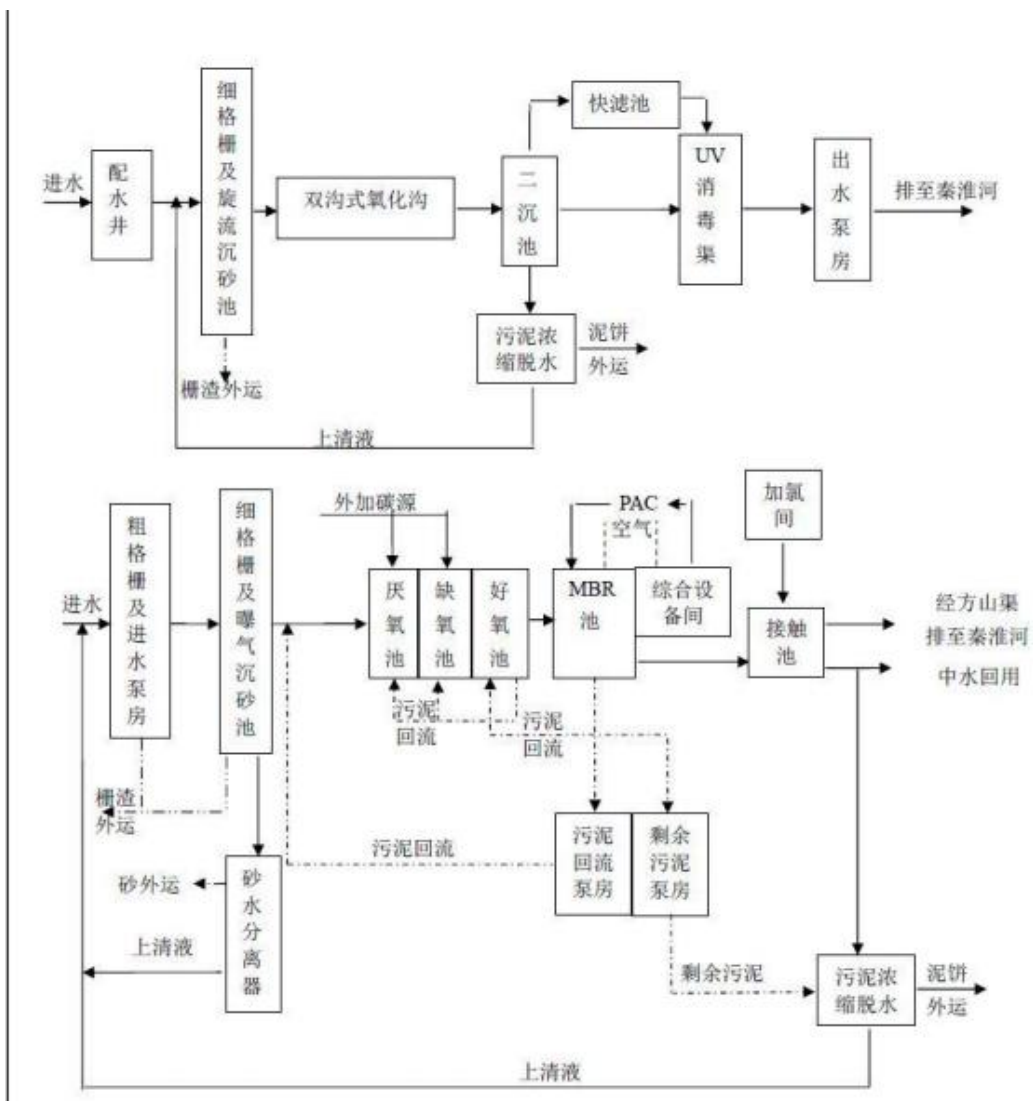 快滤池
细格栅及旋流沉砂池
UV消毒渠
出水泵房
配水井
二沉池
进水
双沟式氧化沟
排至秦淮河
污泥浓
缩脱水
泥饼
外运
栅渣外运
上清液
加氯
间
外加碳源
PAC
空气
粗格栅及进水泵房
细格栅及曝气沉砂池
厌氧池
缺氧池
好氧池
MBR
池
综合设
备间
进水
接触
池
经方山渠
排至秦淮河
中水回用
污泥
回流
污泥
回流
栅渣
外运
污泥回流
污泥
回流
泵房
剩余
污泥
泵房
砂外运
砂水分离器
上清液
剩余污泥
污泥浓
缩脱水
泥饼
外运
上清液